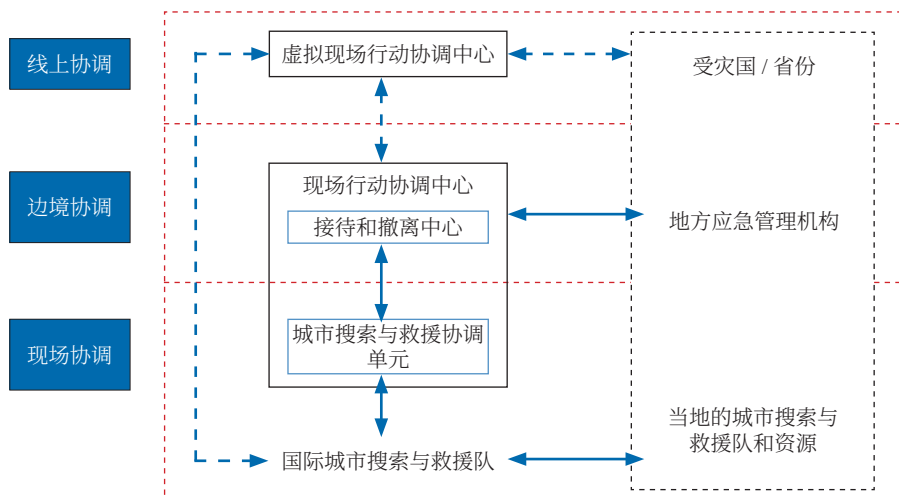 线上协调
虚拟现场行动协调中心
受灾国 / 省份
边境协调
现场行动协调中心
接待和撤离中心
地方应急管理机构
现场协调
城市搜索与救援协调
单元
当地的城市搜索与
救援队和资源
国际城市搜索与救援队